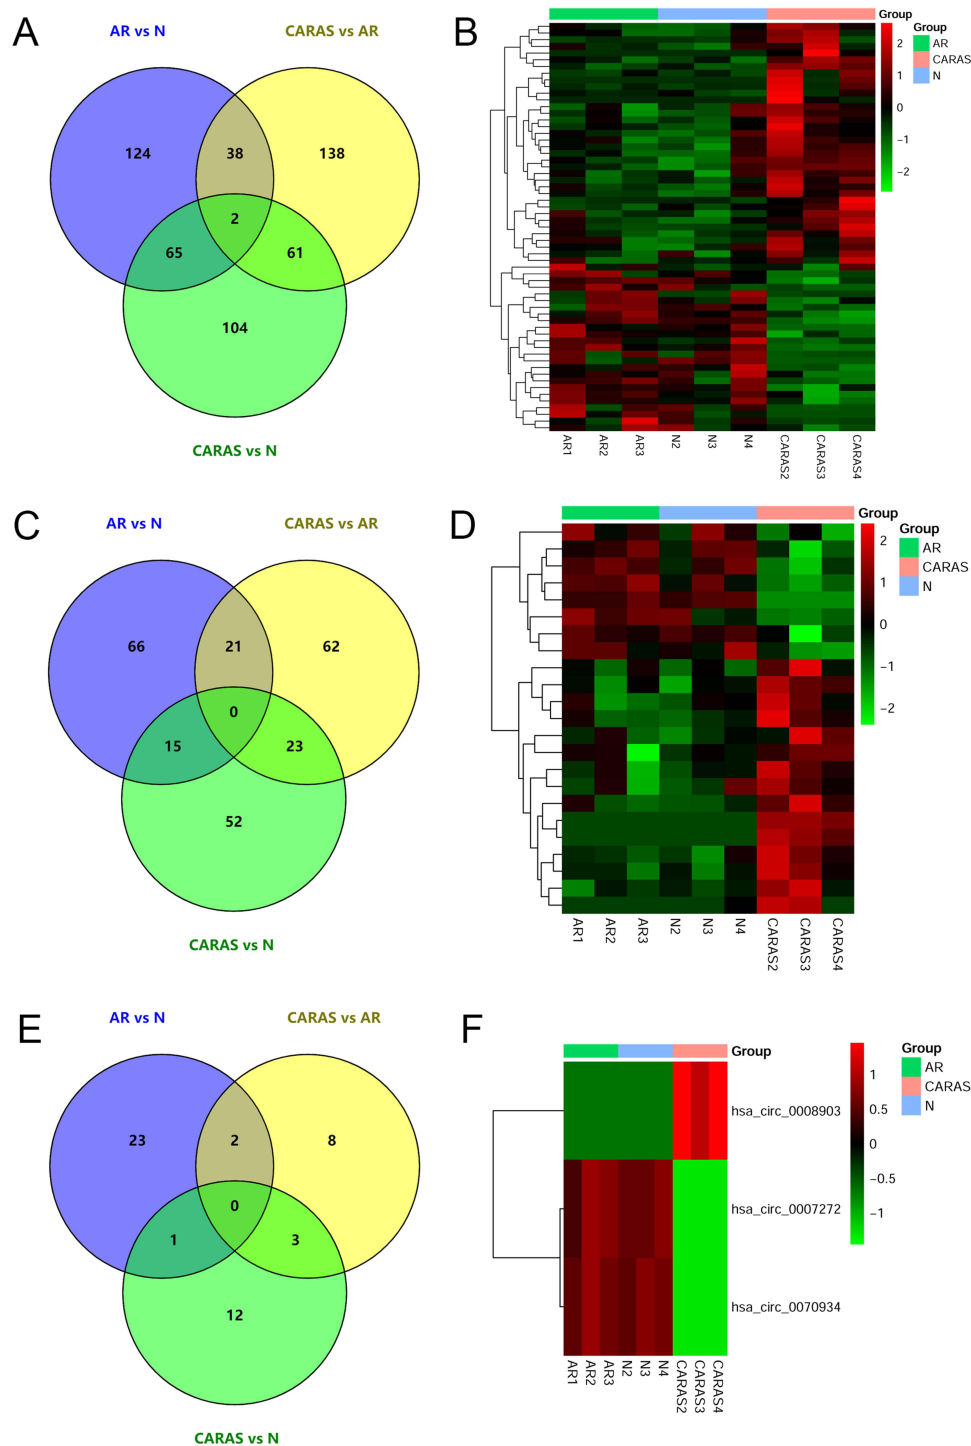 A
AR vs N
CARAS vs AR
124
38
138
2
65
61
104
CARAS vs N
B
Group
Group
AR
CARAS
N
2
1
0
−1
−2
AR1
AR2
AR3
N2
N3
N4
CARAS2
CARAS3
CARAS4
C
AR vs N
CARAS vs AR
66
21
62
0
15
23
52
CARAS vs N
D
Group
Group
AR
CARAS
N
2
1
0
−1
−2
AR1
AR2
AR3
N2
N3
N4
CARAS2
CARAS3
CARAS4
E
AR vs N
CARAS vs AR
23
2
8
0
1
3
12
CARAS vs N
F
Group
Group
AR
CARAS
N
1
0.5
0
−0.5
−1
hsa_circ_0008903
hsa_circ_0007272
hsa_circ_0070934
AR1
AR2
AR3
N2
N3
N4
CARAS2
CARAS3
CARAS4